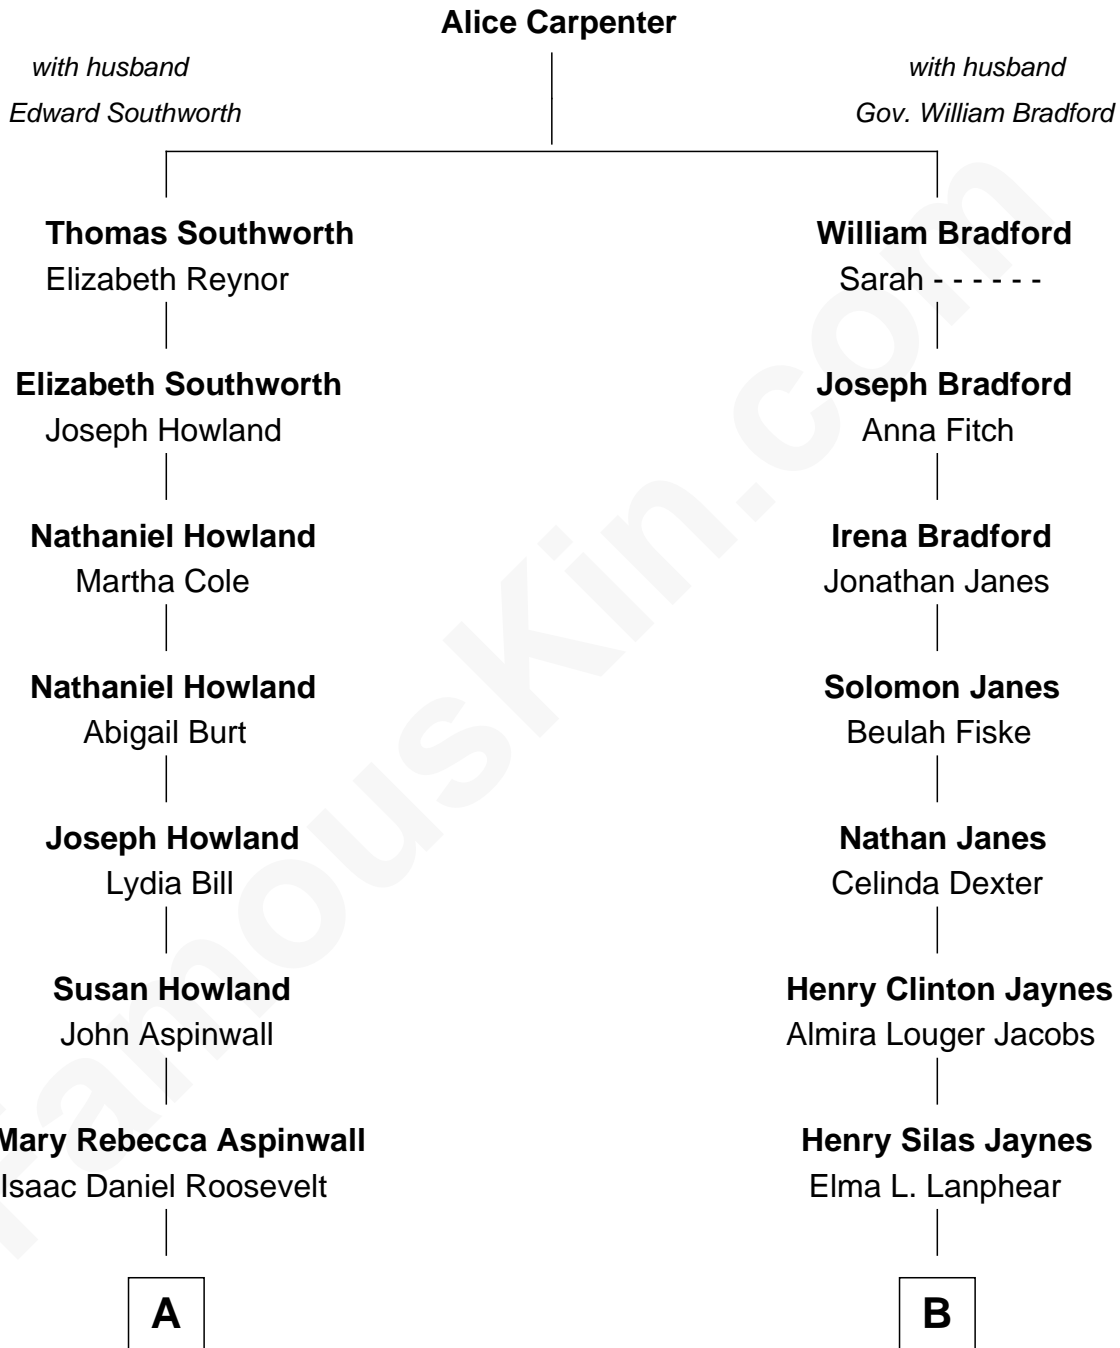 Alice Carpenter
with husband
Edward Southworth
with husband
Gov. William Bradford
Thomas Southworth
Elizabeth Reynor
William Bradford
Sarah - - - - - -
Elizabeth Southworth
Joseph Howland
Joseph Bradford
Anna Fitch
Nathaniel Howland
Martha Cole
Irena Bradford
Jonathan Janes
Nathaniel Howland
Abigail Burt
Solomon Janes
Beulah Fiske
Joseph Howland
Lydia Bill
Nathan Janes
Celinda Dexter
Susan Howland
John Aspinwall
Henry Clinton Jaynes
Almira Louger Jacobs
Mary Rebecca Aspinwall
Isaac Daniel Roosevelt
Henry Silas Jaynes
Elma L. Lanphear
A
B
FamousKin.com